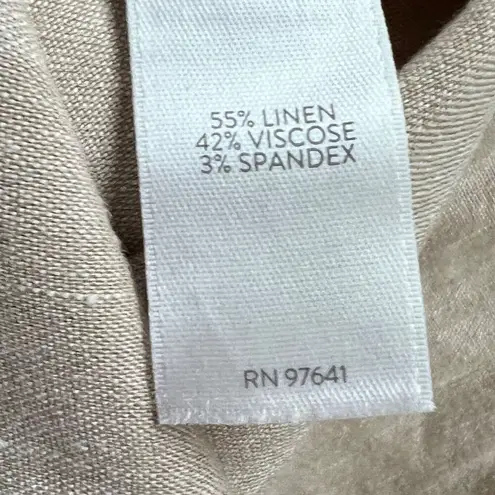 55% LINEN
42% VISCOSE
3% SPANDEX
RN 97641